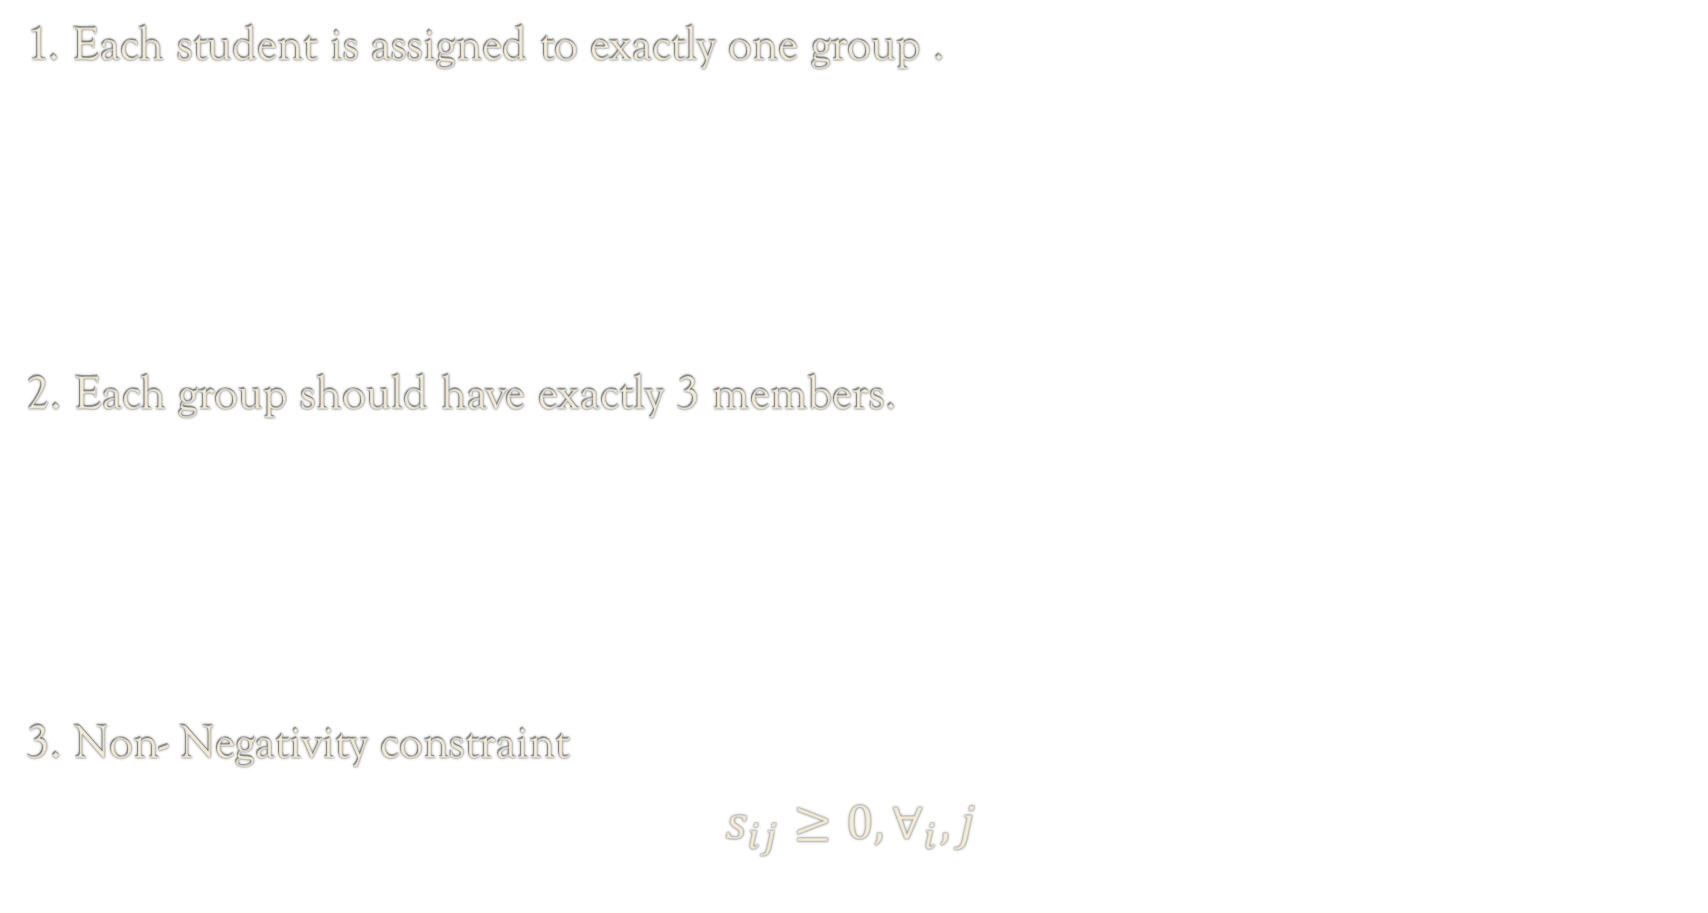 1. Each student is assigned to exactly one group .
2. Each group should have exactly 3 members.
3. Non- Negativity constraint
𝑠ᵢⱼ ≥ 0, ∀ᵢ, 𝑗